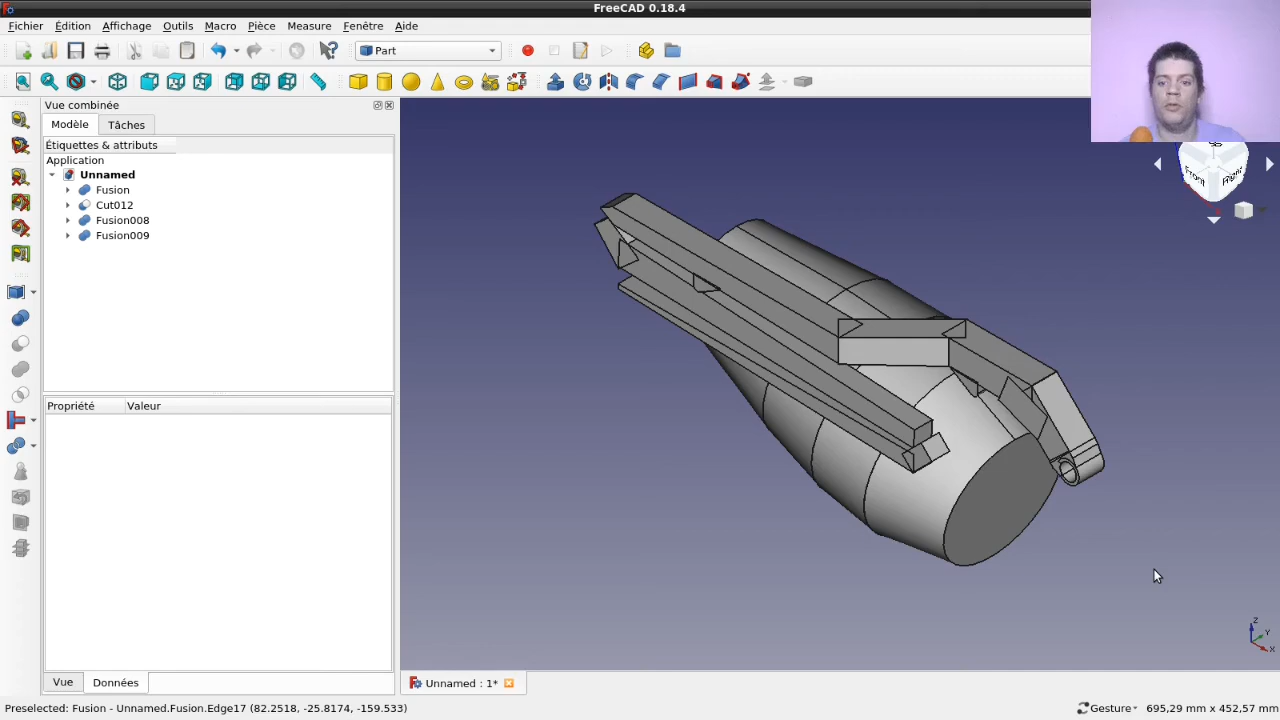 FreeCAD 0.18.4
Fichier Édition Affichage Outils Macro Pièce Measure Fenêtre Aide
Part
Vue combinée
Modèle Tâches
Étiquettes & attributs
Application
Unnamed
Fusion
Cut012
Fusion008
Fusion009
Propriété Valeur
Front Right
Z
Y
X
Vue Données
Unnamed : 1*
Preselected: Fusion - Unnamed.Fusion.Edge17 (82.2518, -25.8174, -159.533)
Gesture 695,29 mm x 452,57 mm